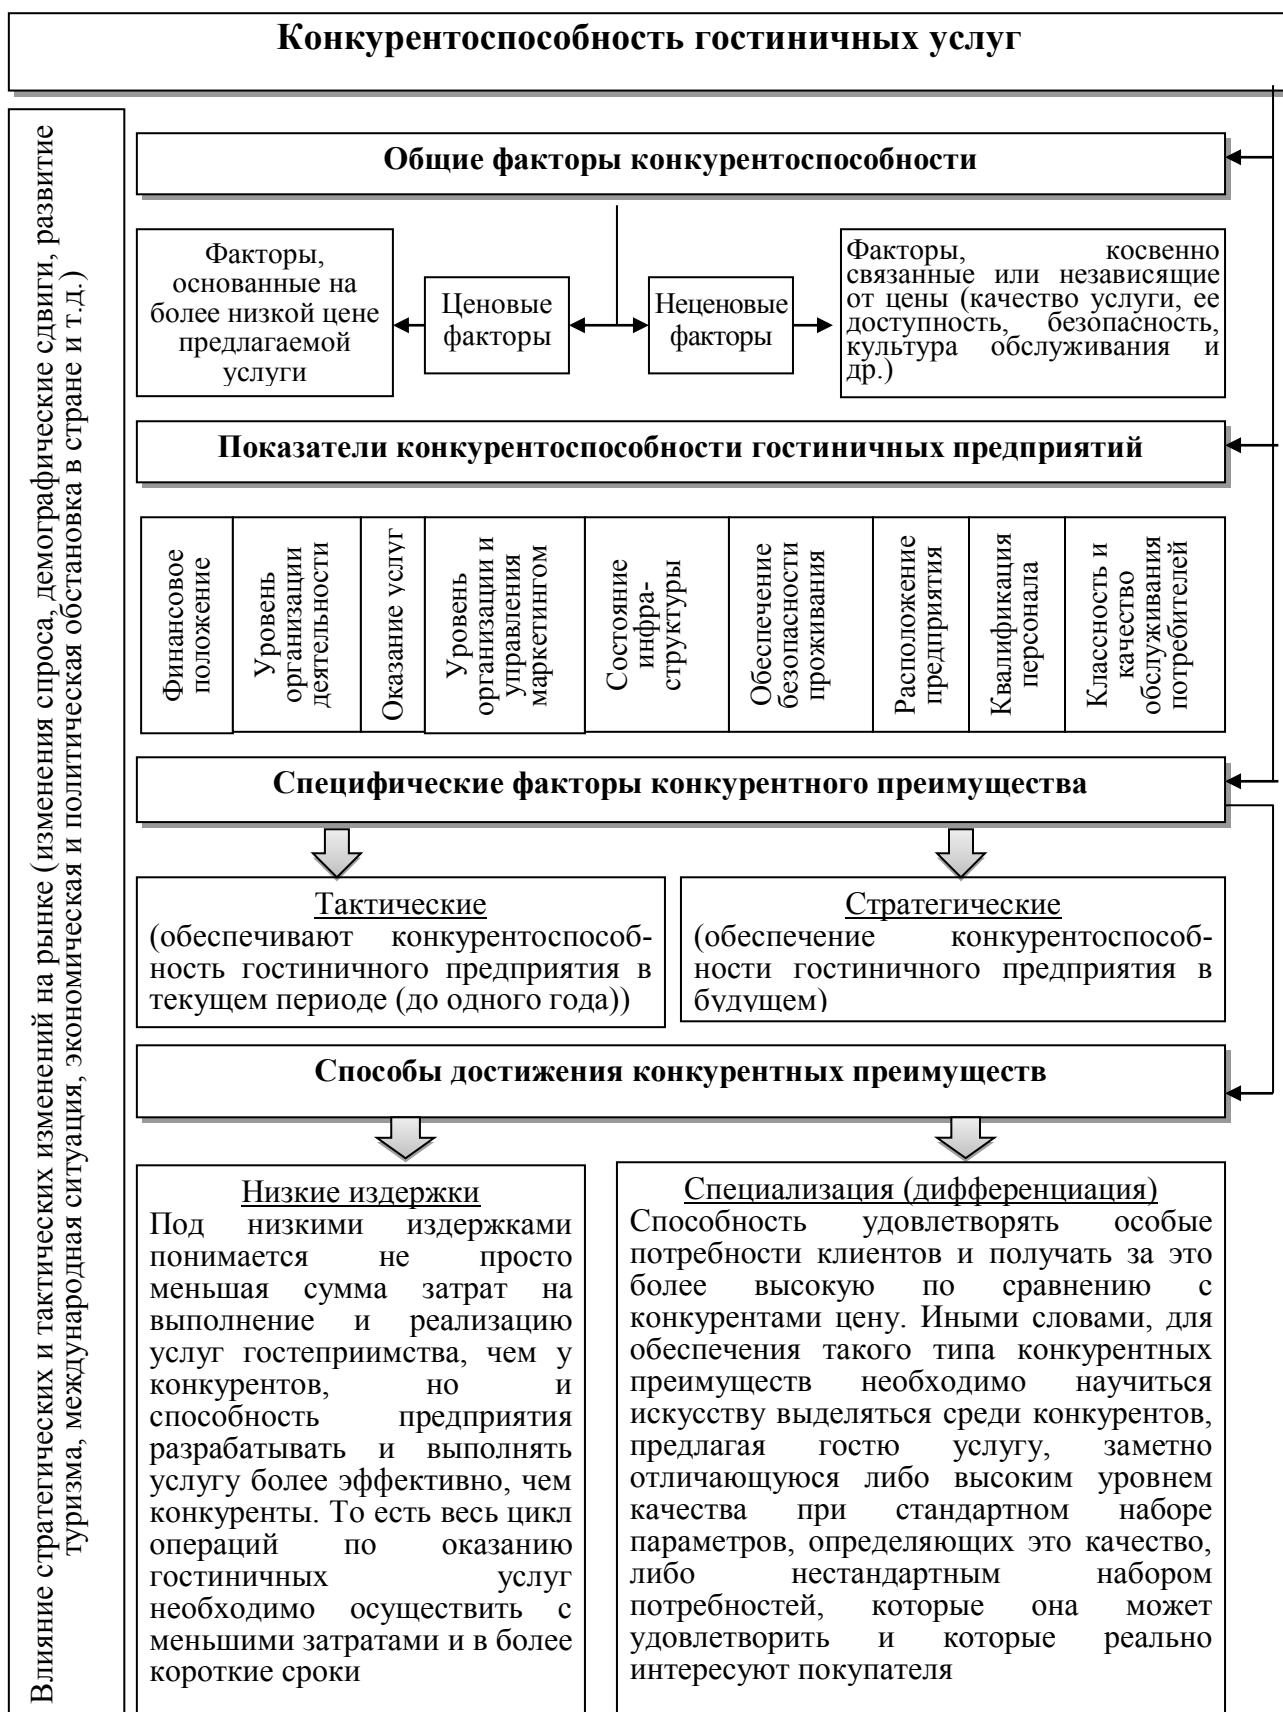 Конкурентоспособность гостиничных услуг
Влияние стратегических и тактических изменений на рынке (изменения спроса, демографические сдвиги, развитие
туризма, международная ситуация, экономическая и политическая обстановка в стране и т.д.)
Общие факторы конкурентоспособности
Факторы,
основанные на
более низкой цене
предлагаемой
услуги
Ценовые
факторы
Неценовые
факторы
Факторы, косвенно
связанные или независящие
от цены (качество услуги, ее
доступность, безопасность,
культура обслуживания и
др.)
Показатели конкурентоспособности гостиничных предприятий
Финансовое
положение
Уровень
организации
деятельности
Оказание услуг
Уровень
организации и
управления
маркетингом
Состояние
инфра-
структуры
Обеспечение
безопасности
проживания
Расположение
предприятия
Квалификация
персонала
Классность и
качество
обслуживания
потребителей
Специфические факторы конкурентного преимущества
Тактические
(обеспечивают конкурентоспособ-
ность гостиничного предприятия в
текущем периоде (до одного года))
Стратегические
(обеспечение конкурентоспособ-
ности гостиничного предприятия в
будущем)
Способы достижения конкурентных преимуществ
Низкие издержки
Под низкими издержками
понимается не просто
меньшая сумма затрат на
выполнение и реализацию
услуг гостеприимства, чем у
конкурентов, но и
способность предприятия
разрабатывать и выполнять
услугу более эффективно, чем
конкуренты. То есть весь цикл
операций по оказанию
гостиничных услуг
необходимо осуществить с
меньшими затратами и в более
короткие сроки
Специализация (дифференциация)
Способность удовлетворять особые
потребности клиентов и получать за это
более высокую по сравнению с
конкурентами цену. Иными словами, для
обеспечения такого типа конкурентных
преимуществ необходимо научиться
искусству выделяться среди конкурентов,
предлагая гостю услугу, заметно
отличающуюся либо высоким уровнем
качества при стандартном наборе
параметров, определяющих это качество,
либо нестандартным набором
потребностей, которые она может
удовлетворить и которые реально
интересуют покупателя